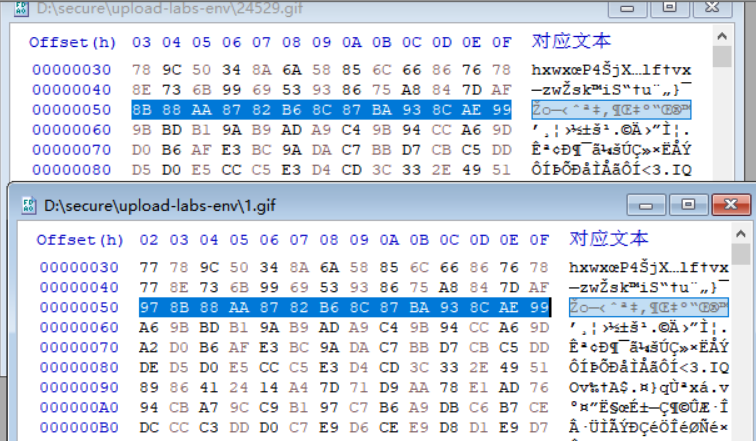 D:\secure\upload-labs-env\24529.gif
Offset(h) 03 04 05 06 07 08 09 0A 0B 0C 0D 0E 0F 对应文本
00000030 78 9C 50 34 8A 6A 58 85 6C 66 86 76 78 hxwxœP4ŠjX…lf†vx
00000040 8E 73 6B 99 69 53 93 86 75 A8 84 7D AF —zwŽsk™iS“†u¨„}¯
00000050 8B 88 AA 87 82 B6 8C 87 BA 93 8C AE 99 Žo—‹ˆª‡‚¶Œ‡º“Œ®™
00000060 9B BD B1 9A B9 AD A9 C4 9B 94 CC A6 9D
00000070 D0 B6 AF E3 BC 9A DA C7 BB D7 CB C5 DD Êª¢Ð¶¯ã¼šÚÇ»×ËÅÝ
00000080 D5 D0 E5 CC C5 E3 D4 CD 3C 33 2E 49 51 ÔÍÞÕÐåÌÅãÔÍ<3.IQ
D:\secure\upload-labs-env\1.gif
Offset(h) 02 03 04 05 06 07 08 09 0A 0B 0C 0D 0E 0F 对应文本
00000030 77 78 9C 50 34 8A 6A 58 85 6C 66 86 76 78 hxwxœP4ŠjX…lf†vx
00000040 77 8E 73 6B 99 69 53 93 86 75 A8 84 7D AF —zwŽsk™iS“†u¨„}¯
00000050 97 8B 88 AA 87 82 B6 8C 87 BA 93 8C AE 99 Žo—‹ˆª‡‚¶Œ‡º“Œ®™
00000060 A6 9B BD B1 9A B9 AD A9 C4 9B 94 CC A6 9D
00000070 A2 D0 B6 AF E3 BC 9A DA C7 BB D7 CB C5 DD Êª¢Ð¶¯ã¼šÚÇ»×ËÅÝ
00000080 DE D5 D0 E5 CC C5 E3 D4 CD 3C 33 2E 49 51 ÔÍÞÕÐåÌÅãÔÍ<3.IQ
00000090 89 86 41 24 14 A4 7D 71 D9 AA 78 E1 AD 76
000000A0 94 CB A7 9C C9 B1 97 C7 B6 A9 DB C6 B7 CE
000000B0 DC CC C3 DD D0 C7 E9 D6 CE E9 D8 D1 E9 D7